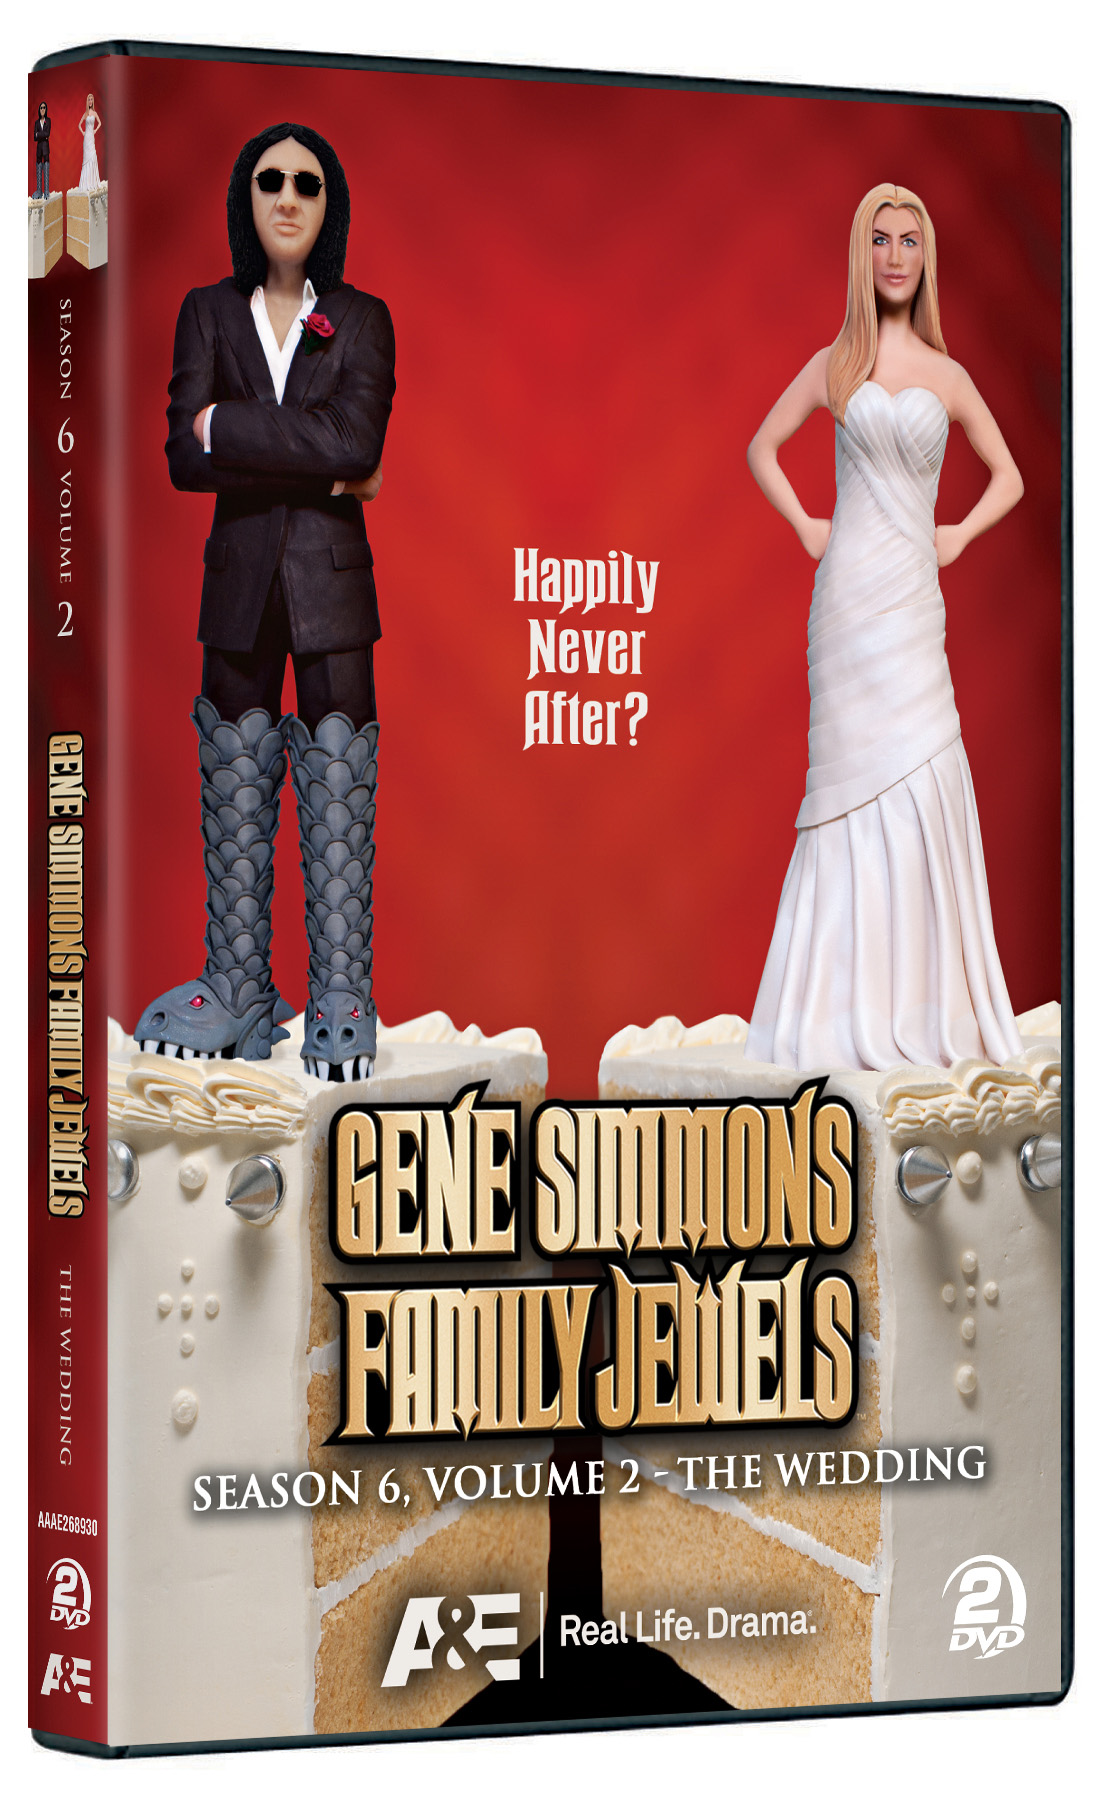 SEASON 6 VOLUME 2
GENE SIMMONS FAMILY JEWELS
THE WEDDING
AAAE268930
2
DVD
A&E
Happily
Never
After?
GENE SIMMONS
FAMILY JEWELS™
SEASON 6, VOLUME 2 - THE WEDDING
A&E | Real Life. Drama.
2
DVD